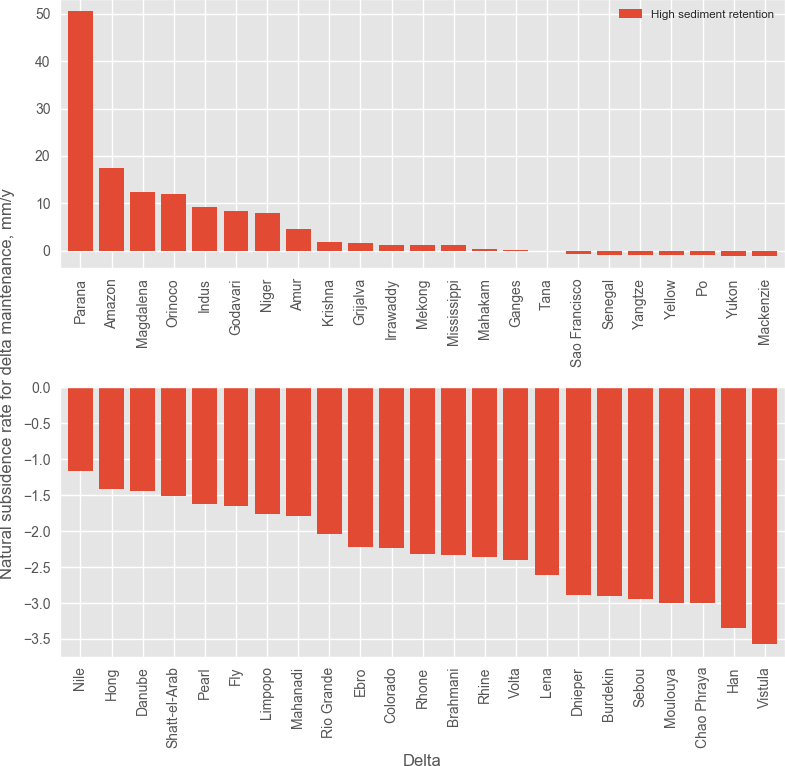 High sediment retention
50
40
30
20
10
0
Parana
Amazon
Magdalena
Orinoco
Indus
Godavari
Niger
Amur
Krishna
Grijalva
Irrawaddy
Mekong
Mississippi
Mahakam
Ganges
Tana
Sao Francisco
Senegal
Yangtze
Yellow
Po
Yukon
Mackenzie
Natural subsidence rate for delta maintenance, mm/y
0.0
−0.5
−1.0
−1.5
−2.0
−2.5
−3.0
−3.5
Nile
Hong
Danube
Shatt-el-Arab
Pearl
Fly
Limpopo
Mahanadi
Rio Grande
Ebro
Colorado
Rhone
Brahmani
Rhine
Volta
Lena
Dnieper
Burdekin
Sebou
Moulouya
Chao Phraya
Han
Vistula
Delta